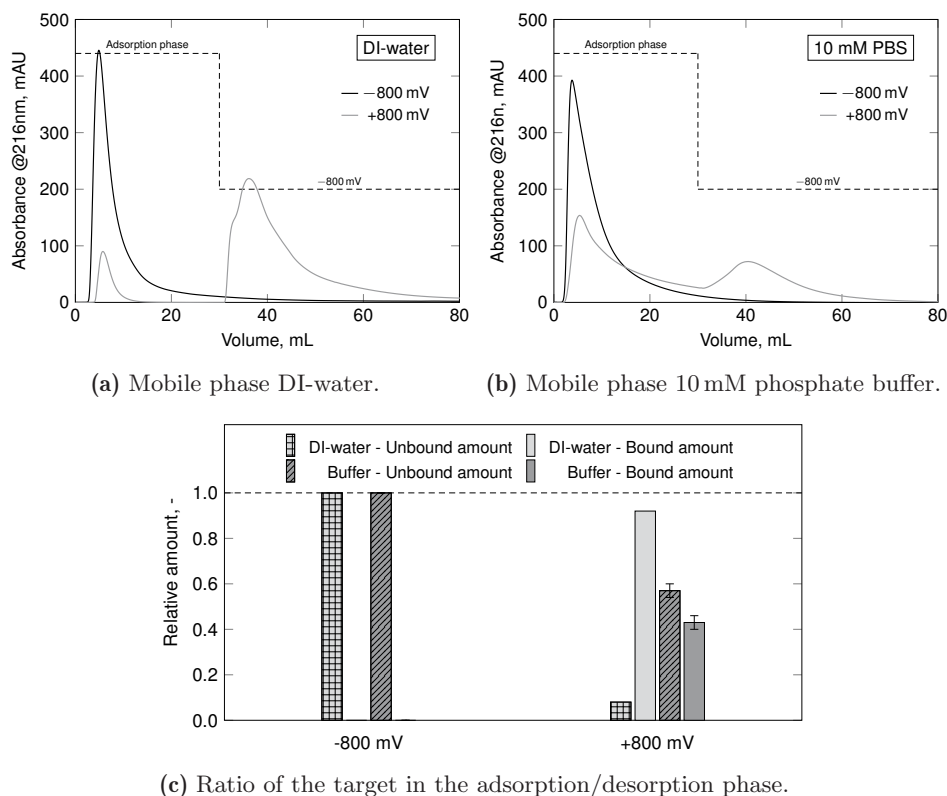 500
400
300
200
100
0
0
20
40
60
80
Absorbance @216nm, mAU
Volume, mL
Adsorption phase
DI-water
−800 mV
+800 mV
−800 mV
(a) Mobile phase DI-water.
500
400
300
200
100
0
0
20
40
60
80
Absorbance @216n, mAU
Volume, mL
Adsorption phase
10 mM PBS
−800 mV
+800 mV
−800 mV
(b) Mobile phase 10 mM phosphate buffer.
DI-water - Unbound amount
DI-water - Bound amount
Buffer - Unbound amount
Buffer - Bound amount
1.0
0.8
0.6
0.4
0.2
0.0
Relative amount, -
-800 mV
+800 mV
(c) Ratio of the target in the adsorption/desorption phase.